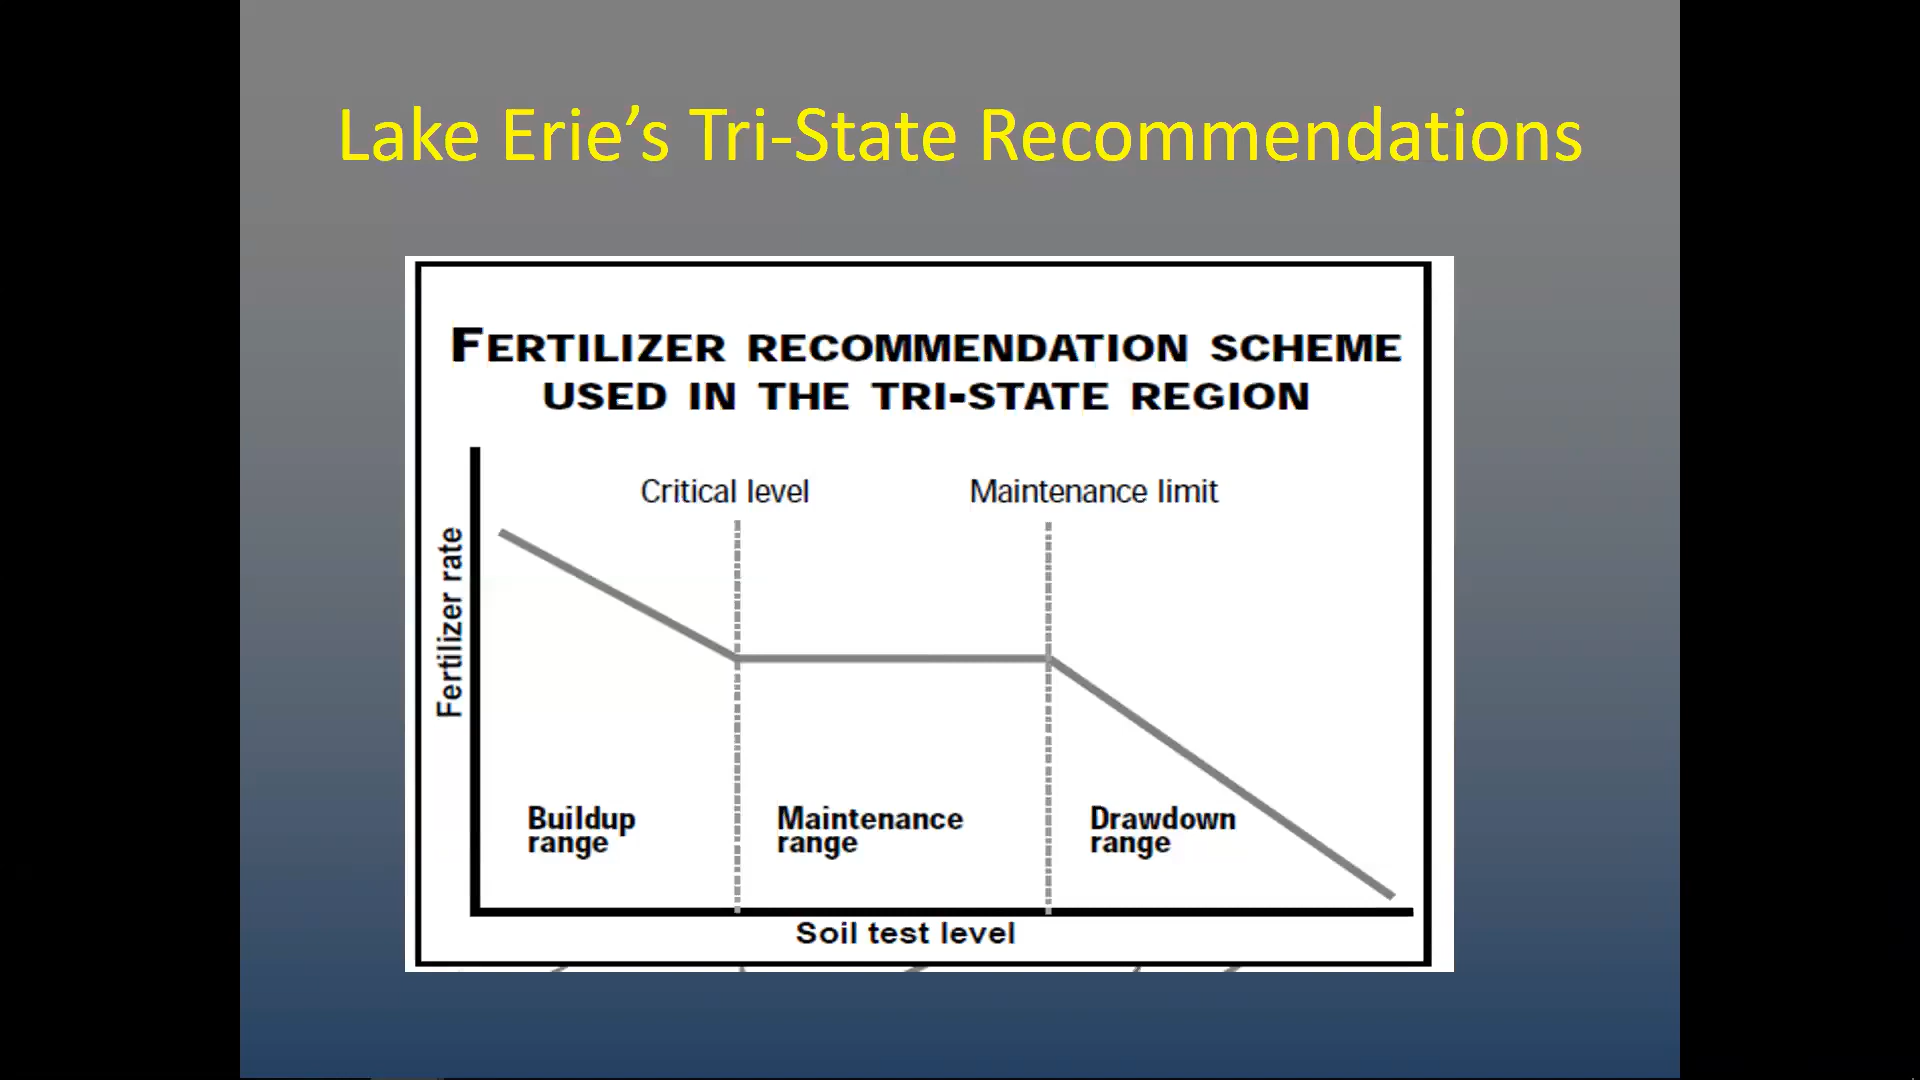 Lake Erie’s Tri-State Recommendations
FERTILIZER RECOMMENDATION SCHEME
USED IN THE TRI-STATE REGION
Critical level
Maintenance limit
Fertilizer rate
Buildup
range
Maintenance
range
Drawdown
range
Soil test level